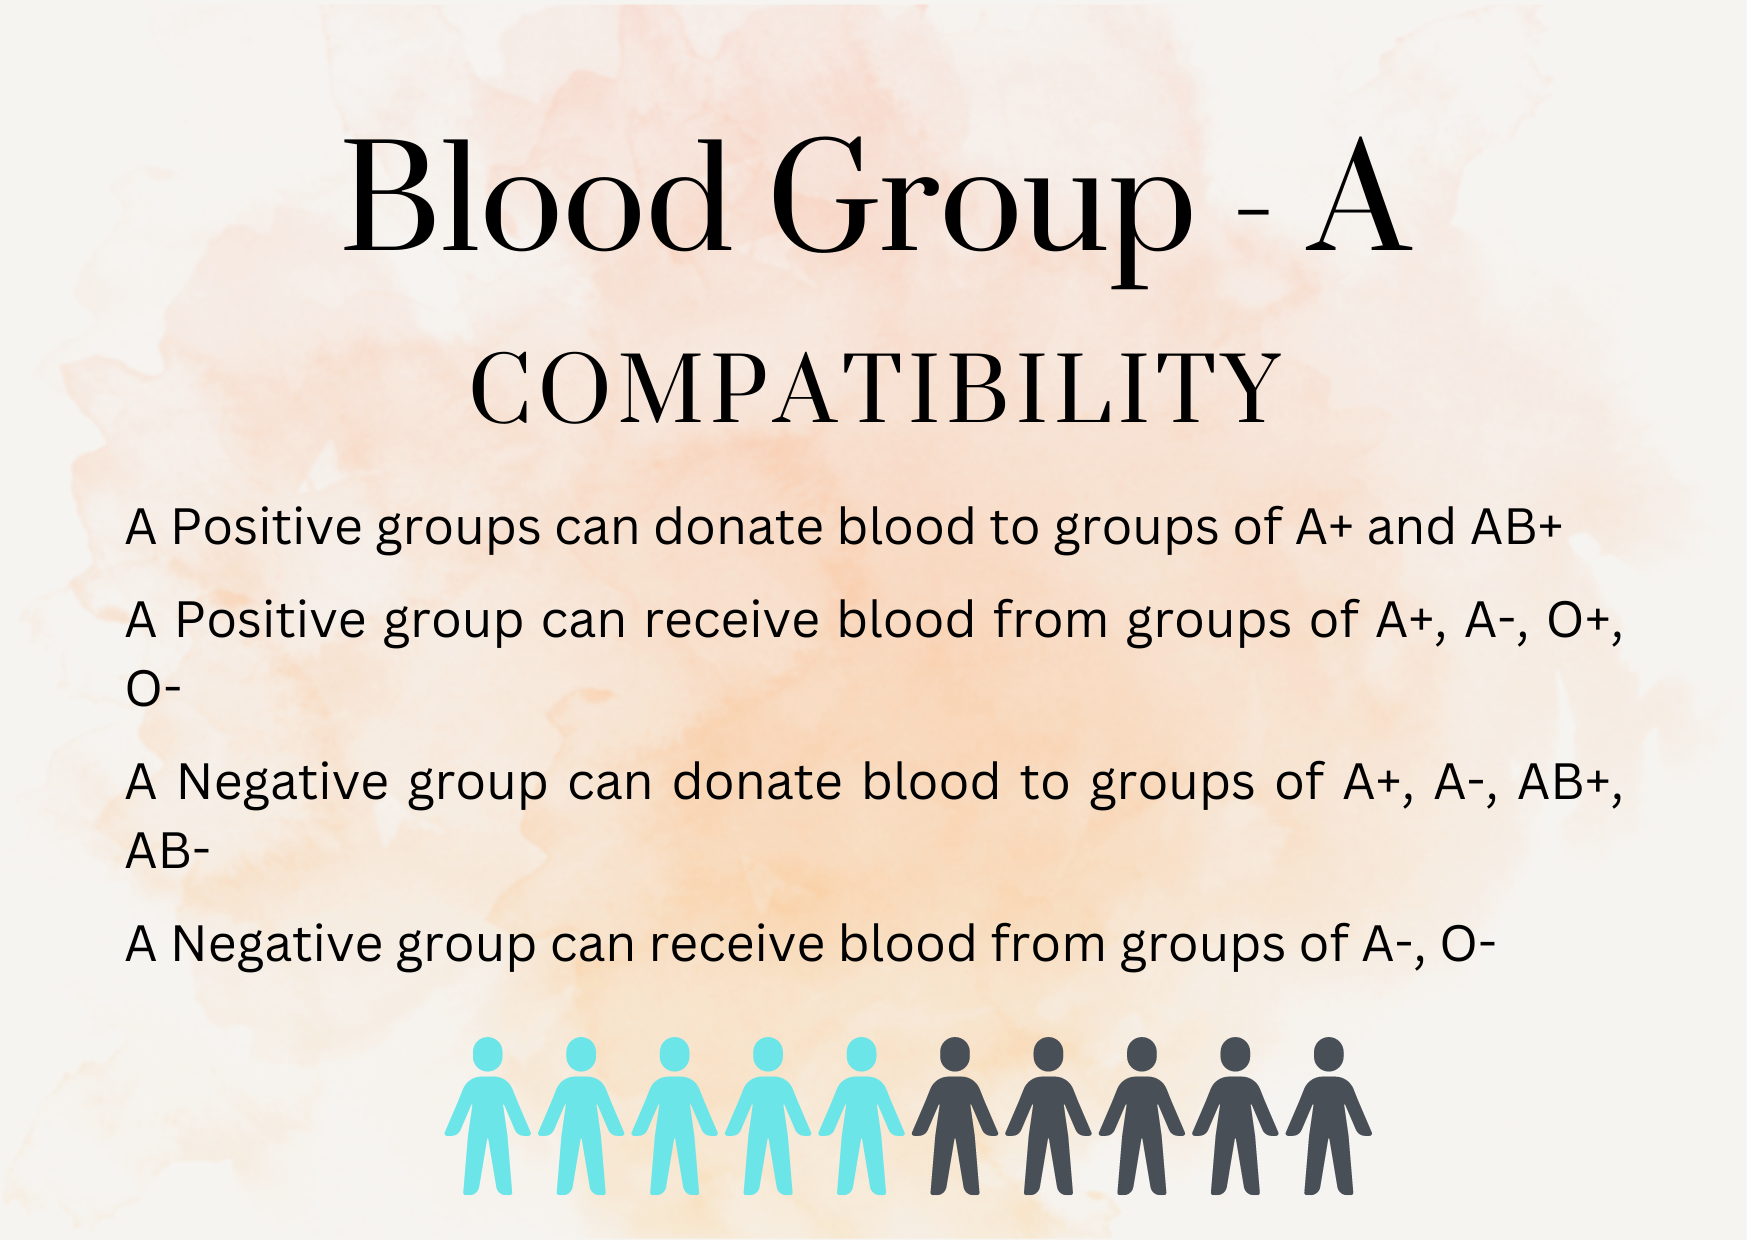 Blood Group - A
COMPATIBILITY
A Positive groups can donate blood to groups of A+ and AB+
A Positive group can receive blood from groups of A+, A-, O+,
O-
A Negative group can donate blood to groups of A+, A-, AB+,
AB-
A Negative group can receive blood from groups of A-, O-